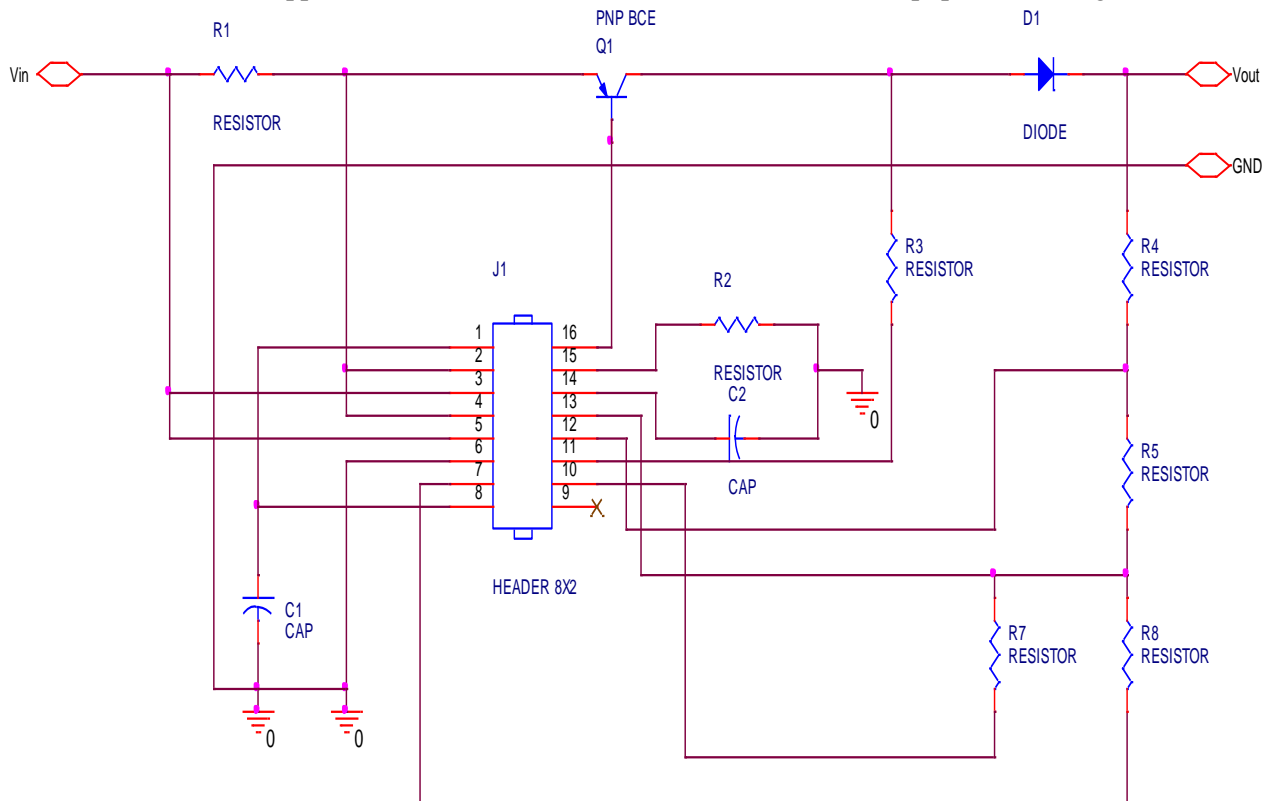 PNP BCE
R1
Q1
D1
Vin
Vout
RESISTOR
DIODE
GND
R3
RESISTOR
R4
RESISTOR
J1
R2
1
16
2
15
3
14
4
13
5
12
6
11
7
10
8
9
RESISTOR
C2
0
R5
RESISTOR
CAP
HEADER 8X2
C1
CAP
R7
RESISTOR
R8
RESISTOR
0
0